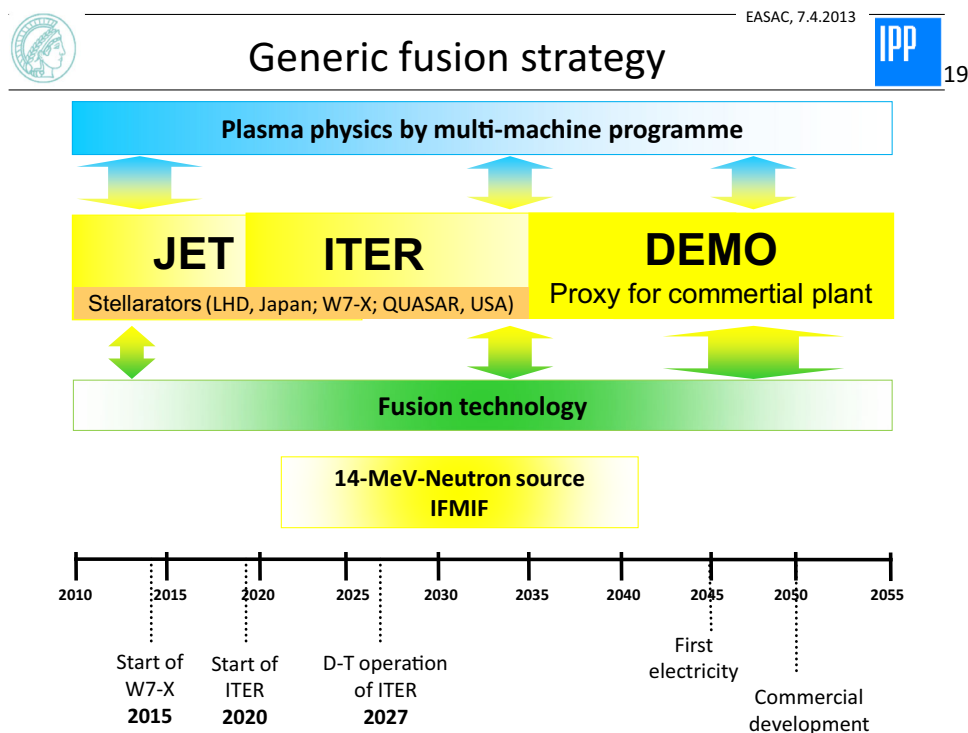 EASAC, 7.4.2013
Generic fusion strategy
IPP
19
Plasma physics by multi-machine programme
JET
ITER
DEMO
Proxy for commertial plant
Stellarators (LHD, Japan; W7-X; QUASAR, USA)
Fusion technology
14-MeV-Neutron source
IFMIF
2010 2015 2020 2025 2030 2035 2040 2045 2050 2055
Start of
W7-X
2015
Start of
ITER
2020
D-T operation
of ITER
2027
First
electricity
Commercial
development